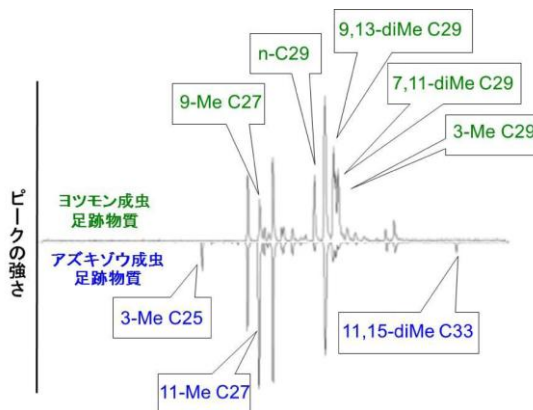 9,13-diMe C29
n-C29
7,11-diMe C29
9-Me C27
3-Me C29
ピークの強さ
ヨツモン成虫
足跡物質
アズキゾウ成虫
足跡物質
3-Me C25
11,15-diMe C33
11-Me C27